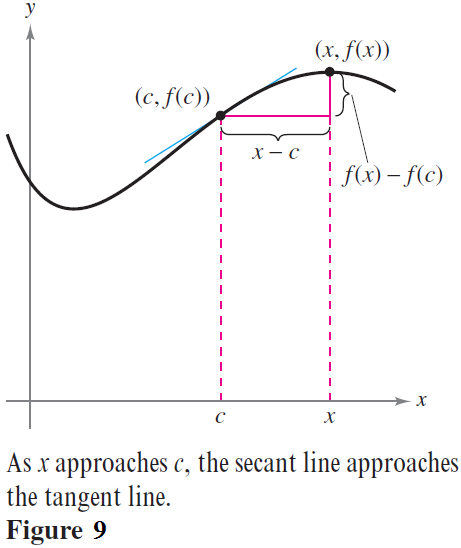 y
(x, f(x))
(c, f(c))
x – c
f(x) – f(c)
x
c
x
As x approaches c, the secant line approaches
the tangent line.
Figure 9